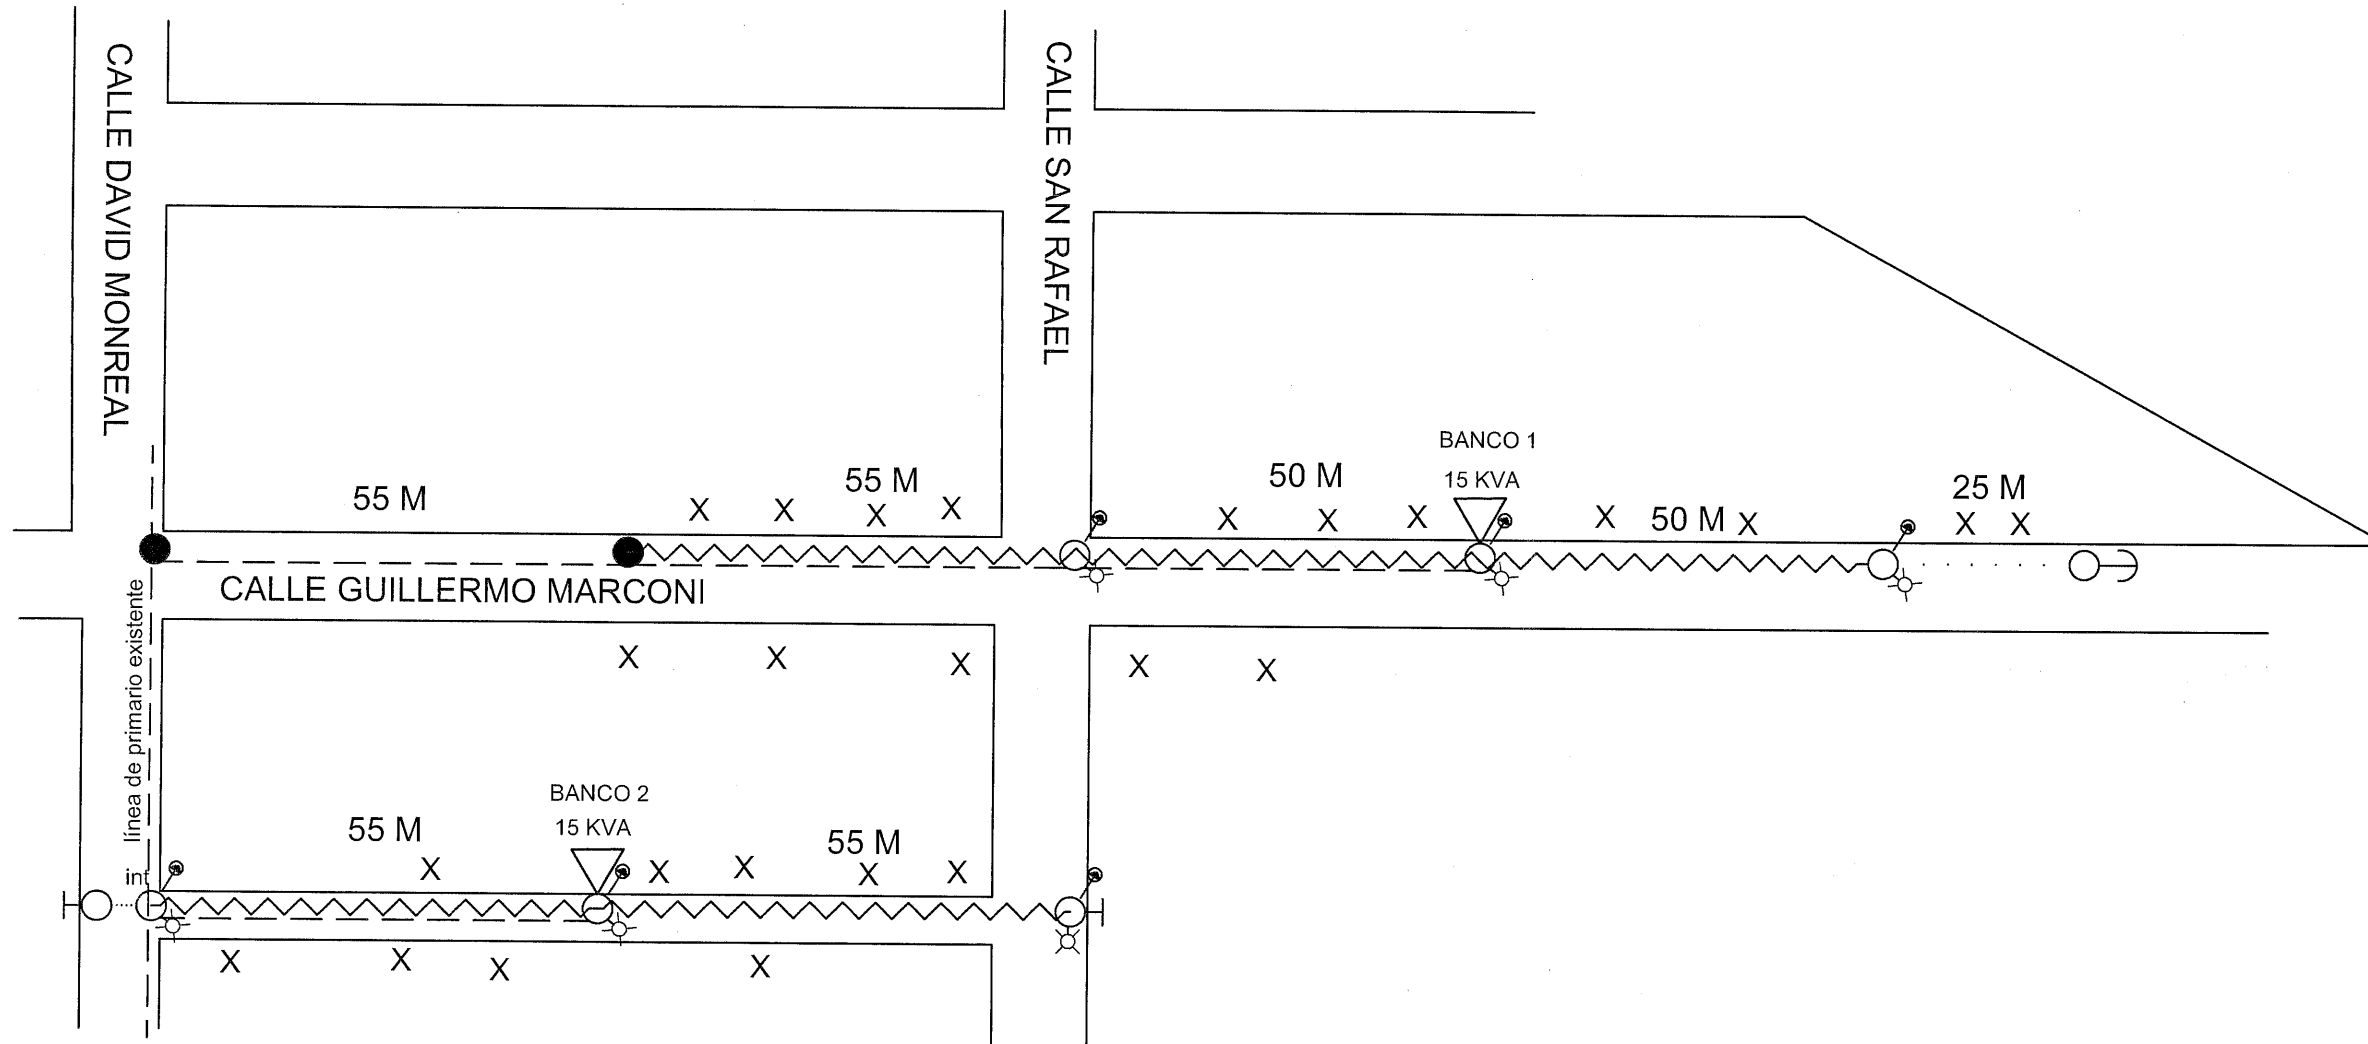 CALLE DAVID MONREAL
CALLE SAN RAFAEL
BANCO 1
15 KVA
55 M
55 M
50 M
50 M
25 M
X X X X
X X X
X X
X X
CALLE GUILLERMO MARCONI
línea de primario existente
X X X
X X
BANCO 2
15 KVA
55 M
55 M
X
X X X X
int
X X X X